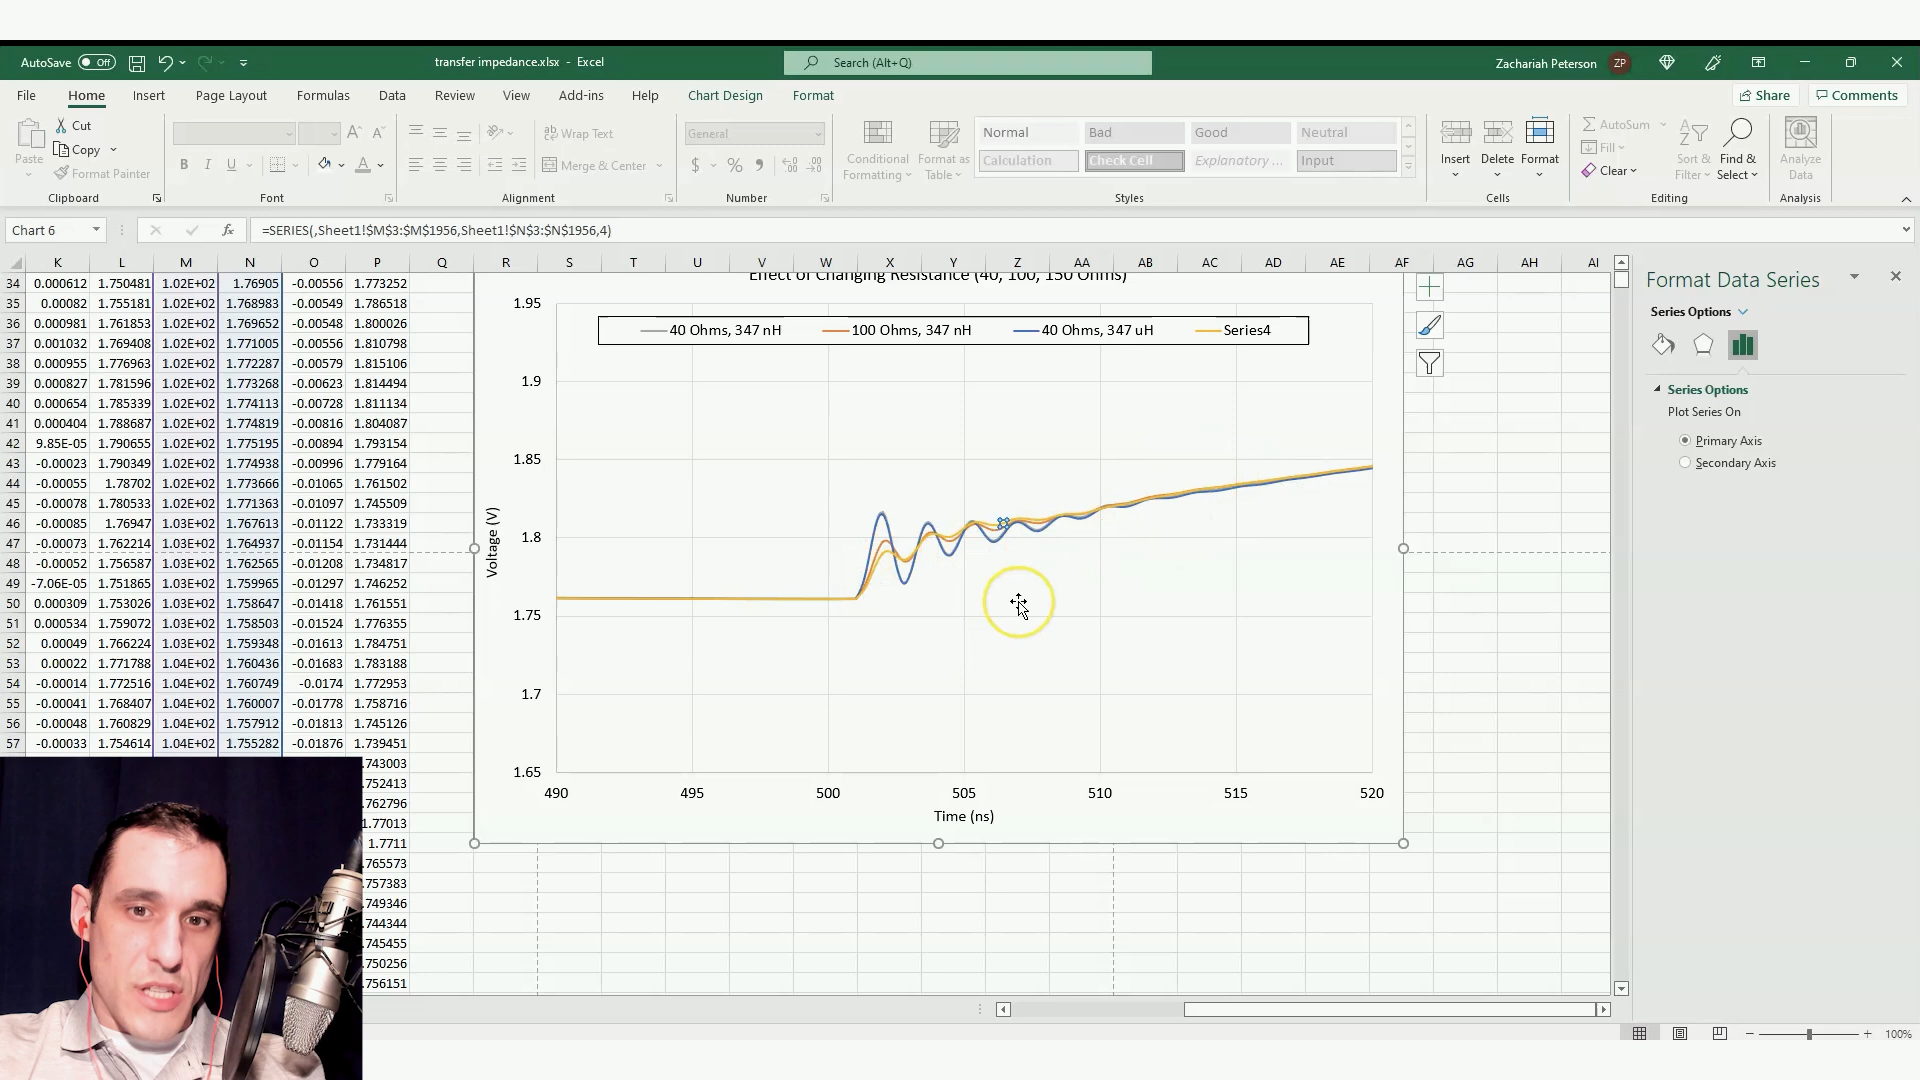 AutoSave Off transfer impedance.xlsx - Excel Search (Alt+Q) Zachariah Peterson ZP
File Home Insert Page Layout Formulas Data Review View Add-ins Help Chart Design Format Share Comments
Paste Cut Copy Format Painter
B I U A A A
ab Wrap Text Merge & Center
General $ % 9
Conditional Formatting Format as Table
Normal Bad Good Neutral
Calculation Check Cell Explanatory ... Input
Insert Delete Format
AutoSum Fill Clear Sort & Filter Find & Select Analyze Data
Clipboard Font Alignment Number Styles Cells Editing Analysis
Chart 6 fx =SERIES(,Sheet1!$M$3:$M$1956,Sheet1!$N$3:$N$1956,4)
K L M N O P Q R S T U V W X Y Z AA AB AC AD AE AF AG AH AI
34 0.000612 1.750481 1.02E+02 1.76905 -0.00556 1.773252
35 0.00082 1.755181 1.02E+02 1.768983 -0.00529 1.786518
36 0.000981 1.761853 1.02E+02 1.769652 -0.00548 1.800026
37 0.001032 1.769408 1.02E+02 1.771005 -0.00556 1.810798
38 0.000955 1.776963 1.02E+02 1.772287 -0.00579 1.815106
39 0.000827 1.781596 1.02E+02 1.773268 -0.00623 1.814494
40 0.000654 1.785339 1.02E+02 1.774113 -0.00728 1.811134
41 0.000404 1.788687 1.02E+02 1.774819 -0.00816 1.804087
42 9.85E-05 1.790655 1.02E+02 1.775195 -0.00894 1.793154
43 -0.00023 1.790349 1.02E+02 1.774938 -0.00996 1.779164
44 -0.00055 1.78702 1.02E+02 1.773666 -0.01065 1.761502
45 -0.00078 1.780533 1.02E+02 1.771363 -0.01097 1.745509
46 -0.00085 1.76947 1.03E+02 1.767613 -0.01122 1.733319
47 -0.00073 1.762214 1.03E+02 1.764937 -0.01154 1.731444
48 -0.00052 1.756587 1.03E+02 1.762565 -0.01208 1.734817
49 -7.06E-05 1.751865 1.03E+02 1.759965 -0.01297 1.746252
50 0.000309 1.753026 1.03E+02 1.758647 -0.01418 1.761551
51 0.000534 1.759072 1.03E+02 1.758503 -0.01524 1.776355
52 0.00049 1.766224 1.03E+02 1.759348 -0.01613 1.784751
53 0.00022 1.771788 1.04E+02 1.760436 -0.01683 1.783188
54 -0.00014 1.772516 1.04E+02 1.760749 -0.0174 1.772953
55 -0.00041 1.768407 1.04E+02 1.760007 -0.01778 1.758716
56 -0.00048 1.760829 1.04E+02 1.757912 -0.01813 1.745126
57 -0.00033 1.754614 1.04E+02 1.755282 -0.01876 1.739451
.743003
.752413
.762796
1.77013
1.7711
.765573
.757383
.749346
.744344
.745455
.750256
.756151
Effect of Changing Resistance (40, 100, 150 Ohms)
40 Ohms, 347 nH 100 Ohms, 347 nH 40 Ohms, 347 uH Series4
1.95
1.9
1.85
1.8
1.75
1.7
1.65
Voltage (V)
490 495 500 505 510 515 520
Time (ns)
Format Data Series
Series Options
Series Options
Plot Series On
Primary Axis
Secondary Axis
100%